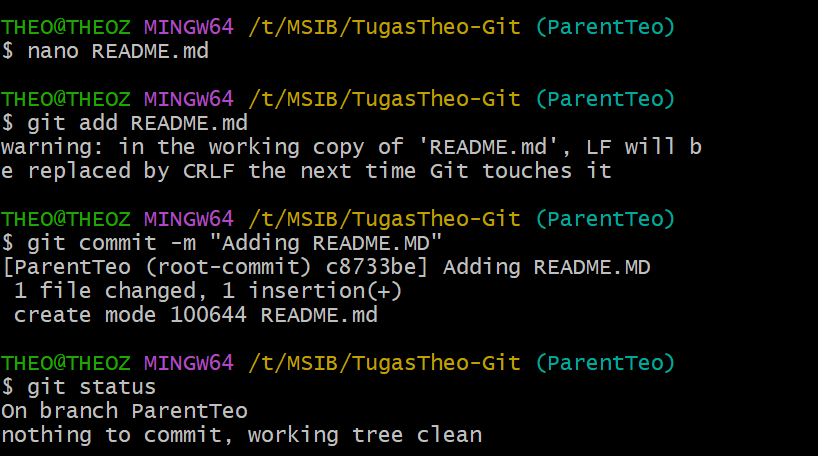 THEO@THEOZ MINGW64 /t/MSIB/TugasTheo-Git (ParentTeo)
$ nano README.md
THEO@THEOZ MINGW64 /t/MSIB/TugasTheo-Git (ParentTeo)
$ git add README.md
warning: in the working copy of 'README.md', LF will b
e replaced by CRLF the next time Git touches it
THEO@THEOZ MINGW64 /t/MSIB/TugasTheo-Git (ParentTeo)
$ git commit -m "Adding README.MD"
[ParentTeo (root-commit) c8733be] Adding README.MD
 1 file changed, 1 insertion(+)
 create mode 100644 README.md
THEO@THEOZ MINGW64 /t/MSIB/TugasTheo-Git (ParentTeo)
$ git status
On branch ParentTeo
nothing to commit, working tree clean